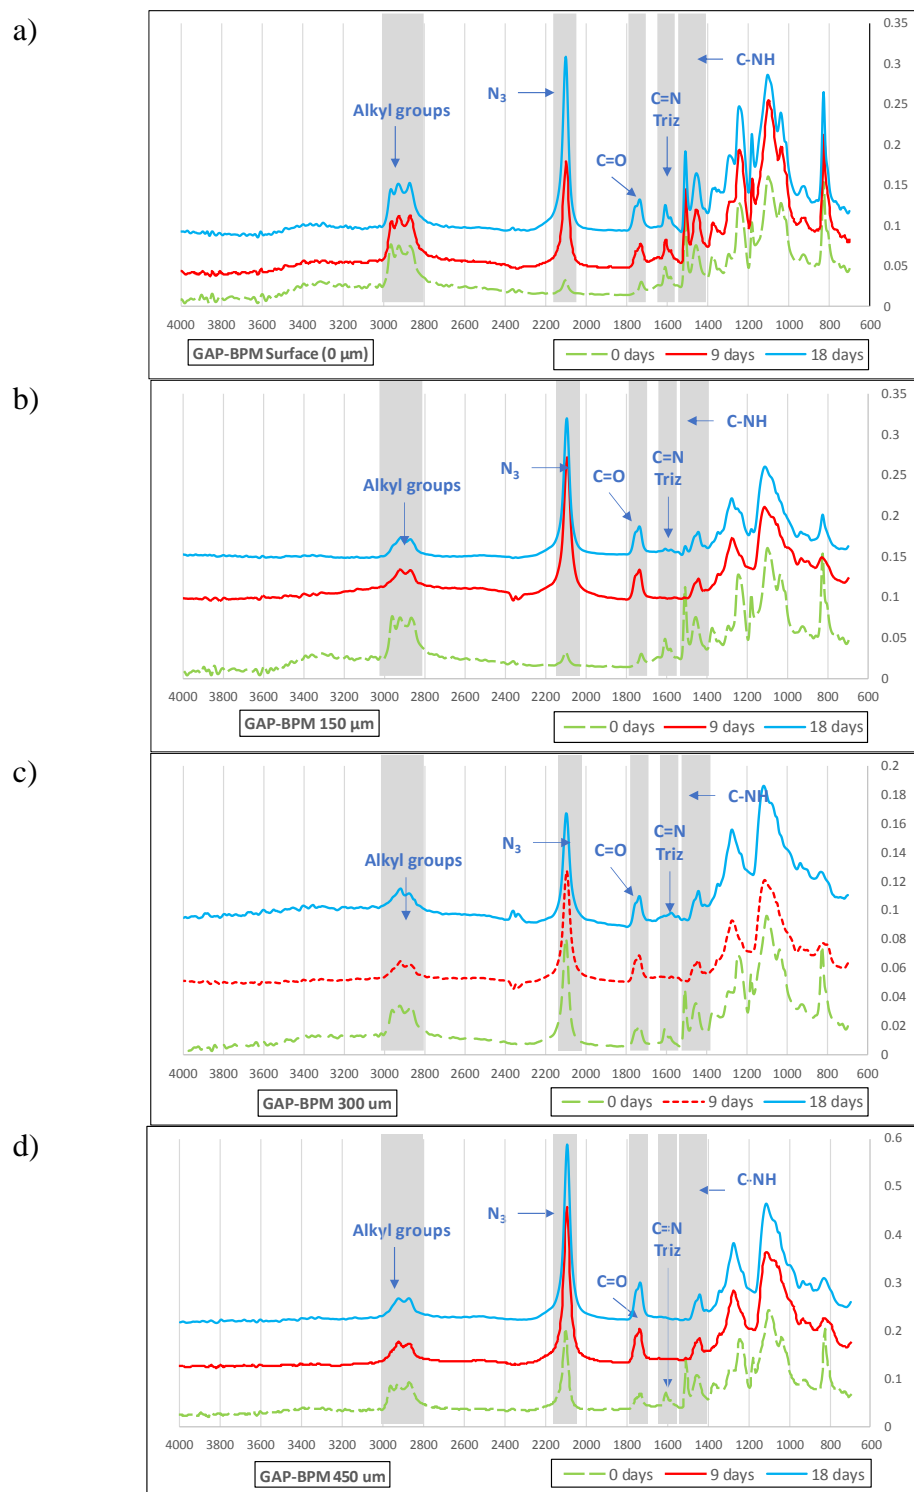 a)
0.35
0.3
C-NH
N3
C=N
Triz
0.25
Alkyl groups
0.2
C=O
0.15
0.1
0.05
0
4000 3800 3600 3400 3200 3000 2800 2600 2400 2200 2000 1800 1600 1400 1200 1000 800 600
GAP-BPM Surface (0 μm)
0 days 9 days 18 days
b)
0.35
C-NH
0.3
N3
C=N
Triz
C=O
0.25
Alkyl groups
0.2
0.15
0.1
0.05
0
4000 3800 3600 3400 3200 3000 2800 2600 2400 2200 2000 1800 1600 1400 1200 1000 800 600
GAP-BPM 150 μm
0 days 9 days 18 days
c)
0.2
0.18
C-NH
0.16
N3
C=N
Triz
C=O
0.14
Alkyl groups
0.12
0.1
0.08
0.06
0.04
0.02
0
4000 3800 3600 3400 3200 3000 2800 2600 2400 2200 2000 1800 1600 1400 1200 1000 800 600
GAP-BPM 300 um
0 days 9 days 18 days
d)
0.6
0.5
C-NH
N3
C=N
Triz
Alkyl groups
0.4
C=O
0.3
0.2
0.1
0
4000 3800 3600 3400 3200 3000 2800 2600 2400 2200 2000 1800 1600 1400 1200 1000 800 600
GAP-BPM 450 um
0 days 9 days 18 days